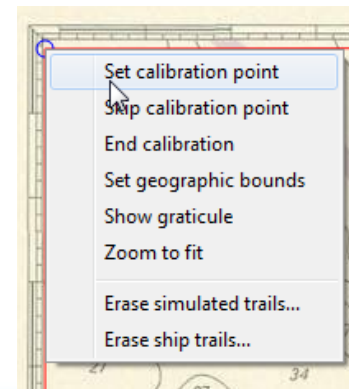 Set calibration point
Skip calibration point
End calibration
Set geographic bounds
Show graticule
Zoom to fit
Erase simulated trails...
Erase ship trails...
34